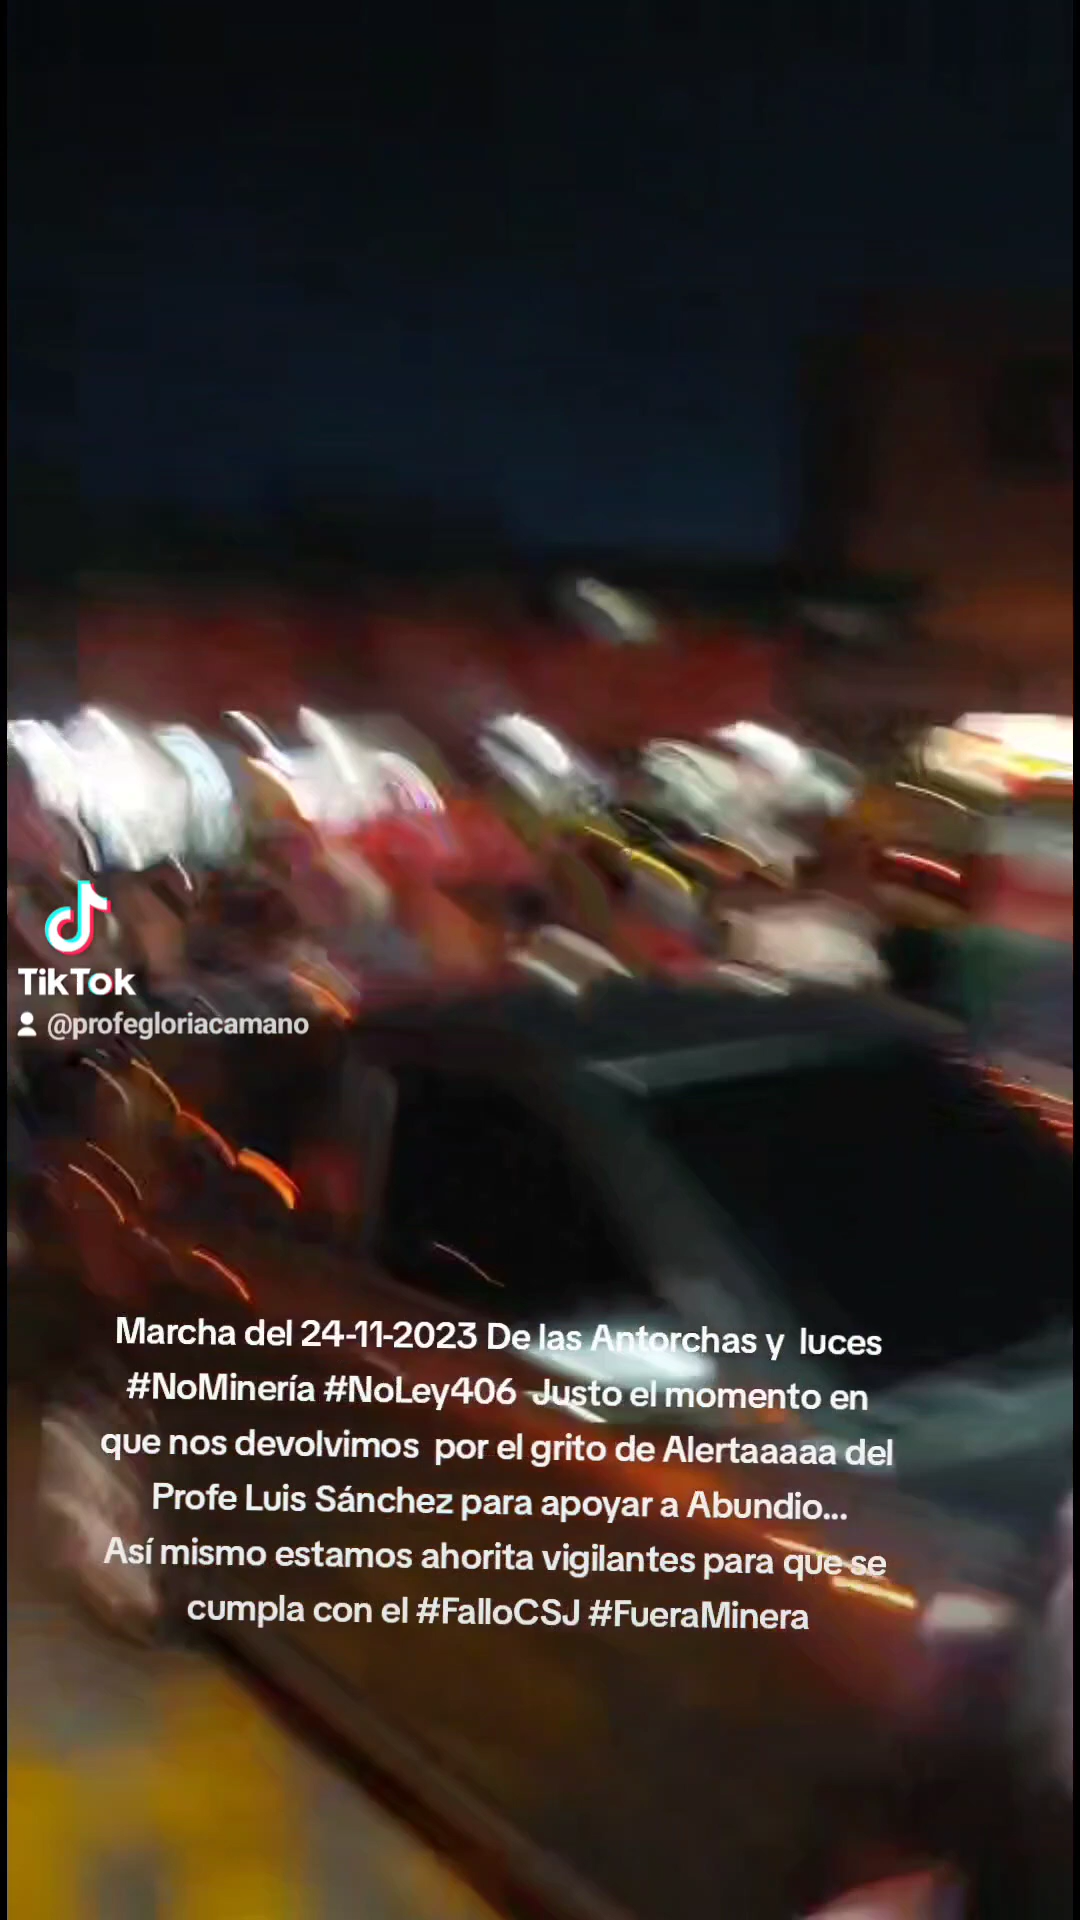 TikTok
@profegloriacamano
Marcha del 24-11-2023 De las Antorchas y luces
#NoMinería #NoLey406 Justo el momento en
que nos devolvimos por el grito de Alertaaaaa del
Profe Luis Sánchez para apoyar a Abundio...
Así mismo estamos ahorita vigilantes para que se
cumpla con el #FalloCSJ #FueraMinera